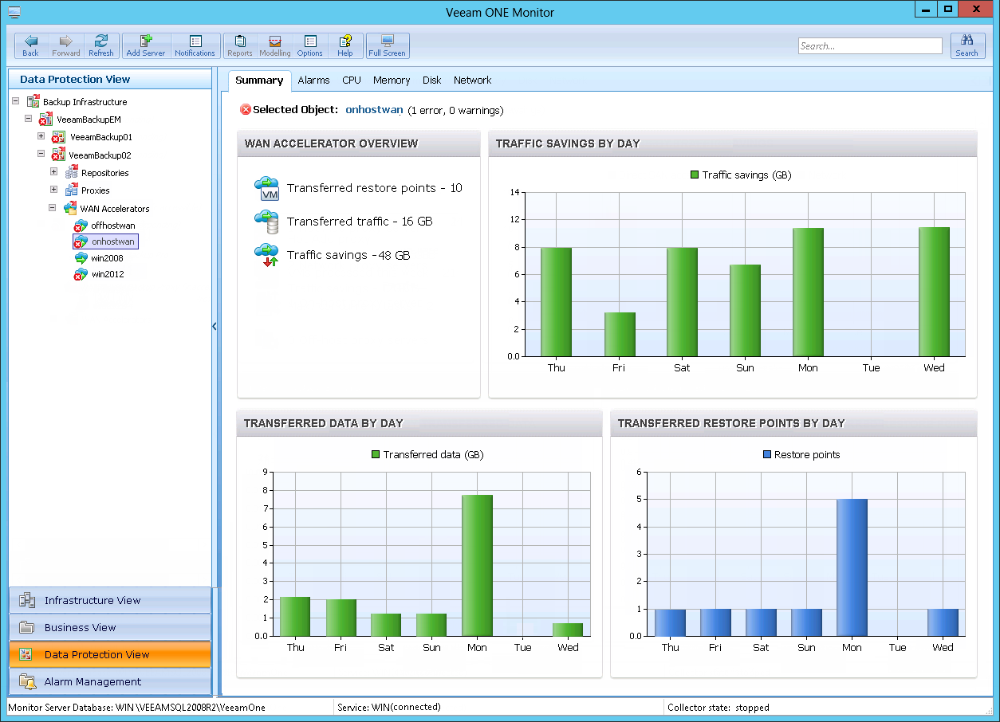 Veeam ONE Monitor
Back Forward Refresh Add Server Notifications Reports Modelling Options Help Full Screen Search... Search
Data Protection View
Backup Infrastructure
VeeamBackupEM
VeeamBackup01
VeeamBackup02
Repositories
Proxies
WAN Accelerators
offhostwan
onhostwan
win2008
win2012
Infrastructure View
Business View
Data Protection View
Alarm Management
Summary Alarms CPU Memory Disk Network
Selected Object: onhostwan (1 error, 0 warnings)
WAN ACCELERATOR OVERVIEW
VM
Transferred restore points - 10
Transferred traffic - 16 GB
Traffic savings -48 GB
TRAFFIC SAVINGS BY DAY
Traffic savings (GB)
14
12
10
8
6
4
2
0.0
Thu Fri Sat Sun Mon Tue Wed
TRANSFERRED DATA BY DAY
Transferred data (GB)
9
8
7
6
5
4
3
2
1
0.0
Thu Fri Sat Sun Mon Tue Wed
TRANSFERRED RESTORE POINTS BY DAY
Restore points
6
5
4
3
2
1
0.0
Thu Fri Sat Sun Mon Tue Wed
Monitor Server Database: WIN\VEEAMSQL2008R2\VeeamOne
Service: WIN(connected)
Collector state: stopped